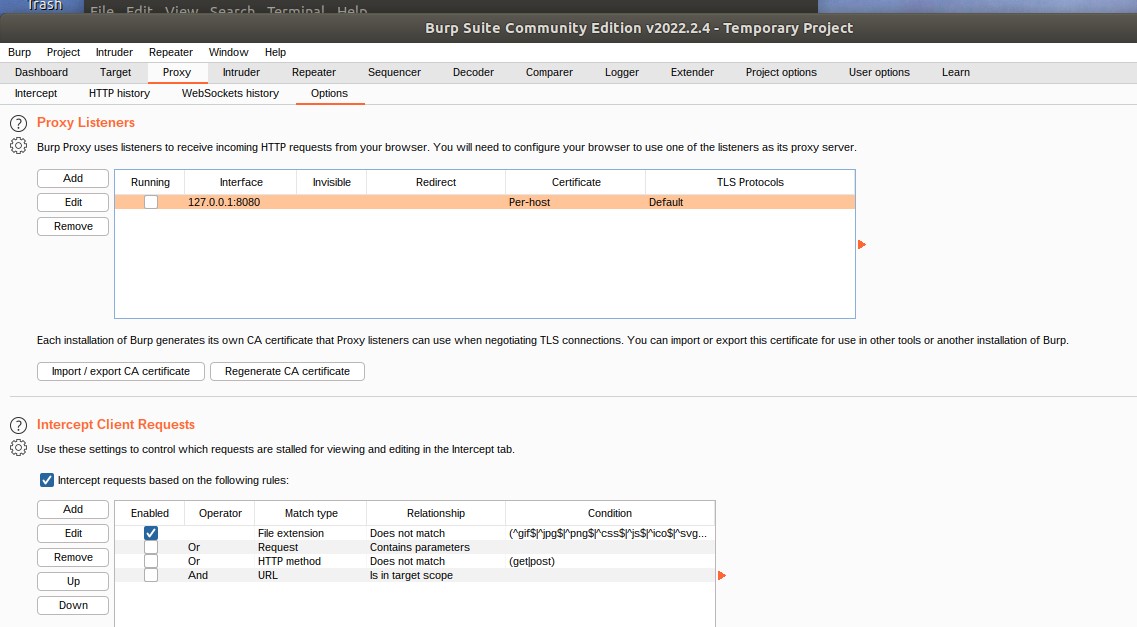 Trash
File Edit View Search Terminal Help
Burp Suite Community Edition v2022.2.4 - Temporary Project
Burp Project Intruder Repeater Window Help
Dashboard Target Proxy Intruder Repeater Sequencer Decoder Comparer Logger Extender Project options User options Learn
Intercept HTTP history WebSockets history Options
? Proxy Listeners
Burp Proxy uses listeners to receive incoming HTTP requests from your browser. You will need to configure your browser to use one of the listeners as its proxy server.
Add Running Interface Invisible Redirect Certificate TLS Protocols
Edit 127.0.0.1:8080 Per-host Default
Remove
Each installation of Burp generates its own CA certificate that Proxy listeners can use when negotiating TLS connections. You can import or export this certificate for use in other tools or another installation of Burp.
Import / export CA certificate Regenerate CA certificate
? Intercept Client Requests
Use these settings to control which requests are stalled for viewing and editing in the Intercept tab.
Intercept requests based on the following rules:
Add Enabled Operator Match type Relationship Condition
Edit File extension Does not match (^gif$|^jpg$|^png$|^css$|^js$|^ico$|^svg...
Or Request Contains parameters
Remove Or HTTP method Does not match (get|post)
Up And URL Is in target scope
Down